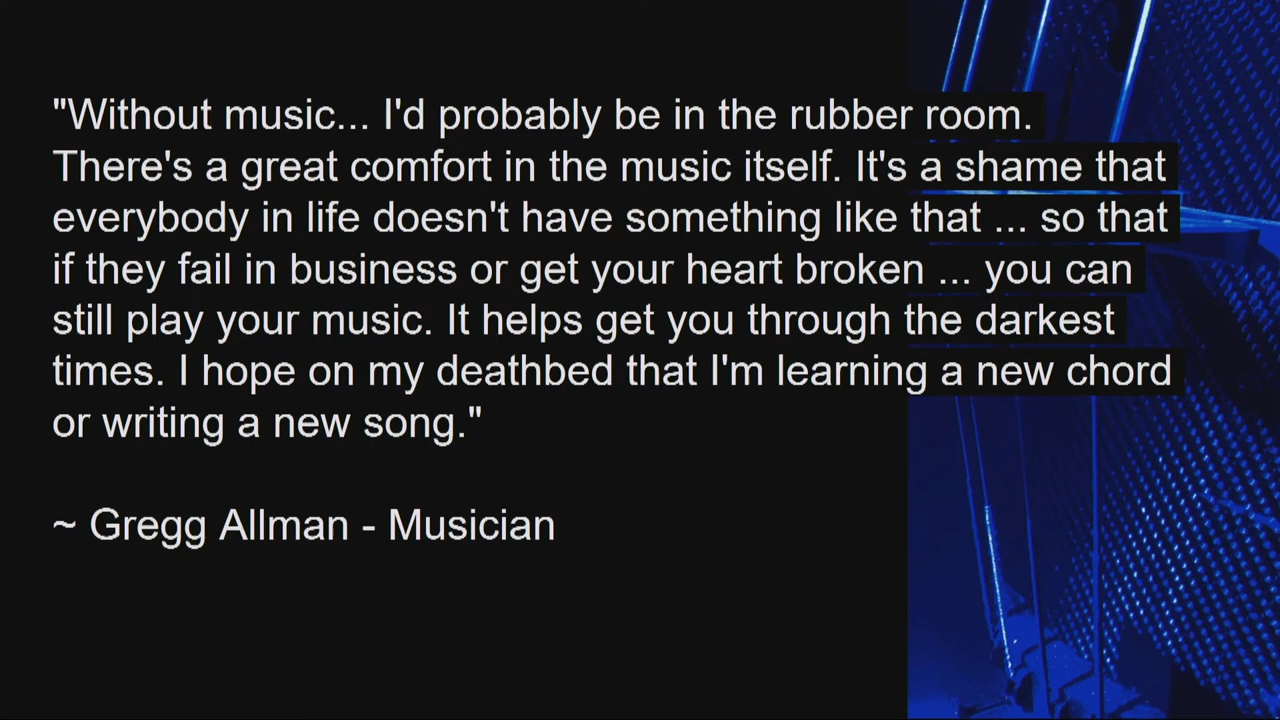 "Without music... I'd probably be in the rubber room.
There's a great comfort in the music itself. It's a shame that
everybody in life doesn't have something like that ... so that
if they fail in business or get your heart broken ... you can
still play your music. It helps get you through the darkest
times. I hope on my deathbed that I'm learning a new chord
or writing a new song."
~ Gregg Allman - Musician